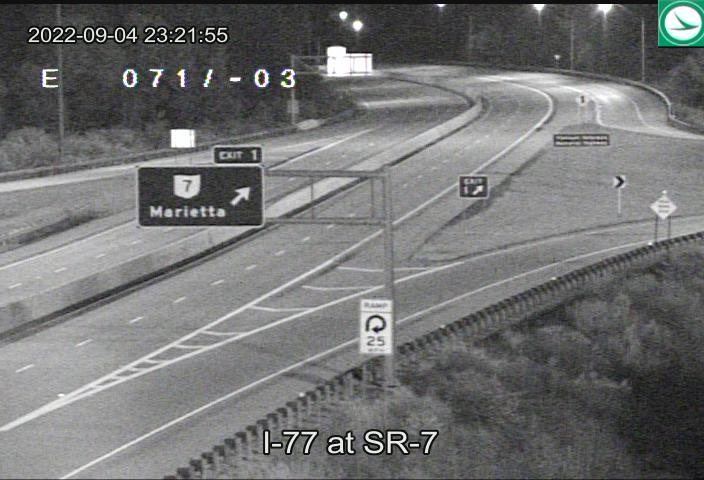 2022-09-04 23:21:55
E 071/-03
EXIT 1
7
Marietta
EXIT
1
RAMP
25
I-77 at SR-7